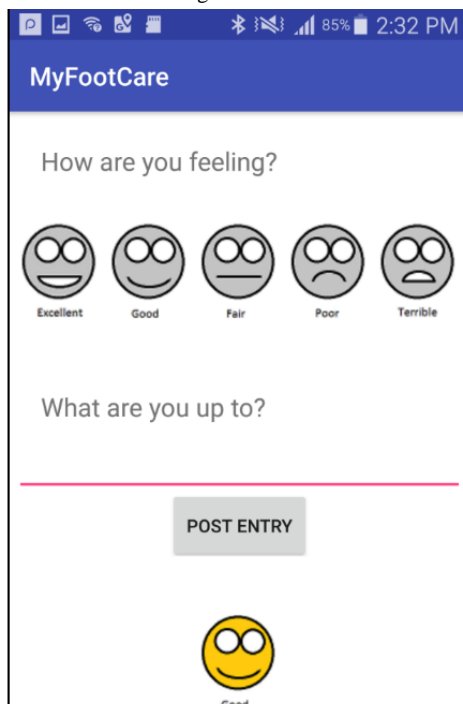 85% 2:32 PM
MyFootCare
How are you feeling?
Excellent Good Fair Poor Terrible
What are you up to?
POST ENTRY
Good